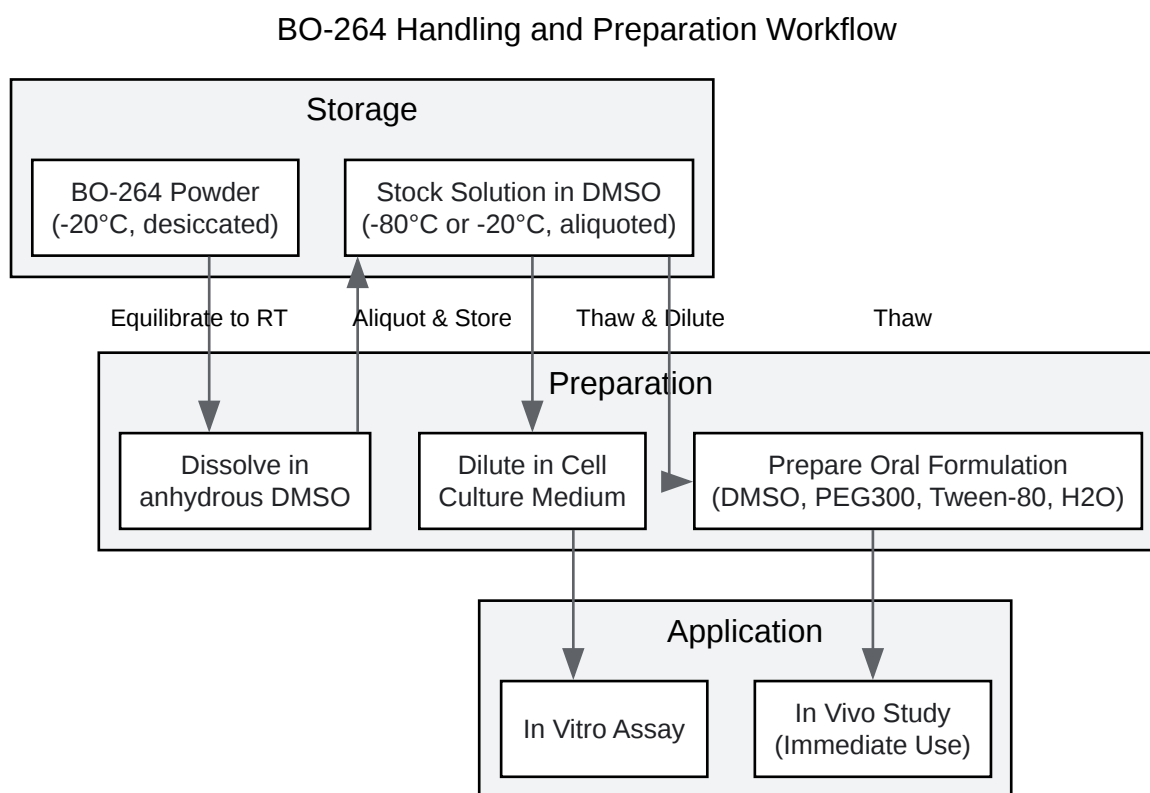 BO-264 Handling and Preparation Workflow
Storage
BO-264 Powder
(-20°C, desiccated)
Stock Solution in DMSO
(-80°C or -20°C, aliquoted)
Equilibrate to RT
Aliquot & Store
Thaw & Dilute
Thaw
Preparation
Dissolve in
anhydrous DMSO
Dilute in Cell
Culture Medium
Prepare Oral Formulation
(DMSO, PEG300, Tween-80, H2O)
Application
In Vitro Assay
In Vivo Study
(Immediate Use)